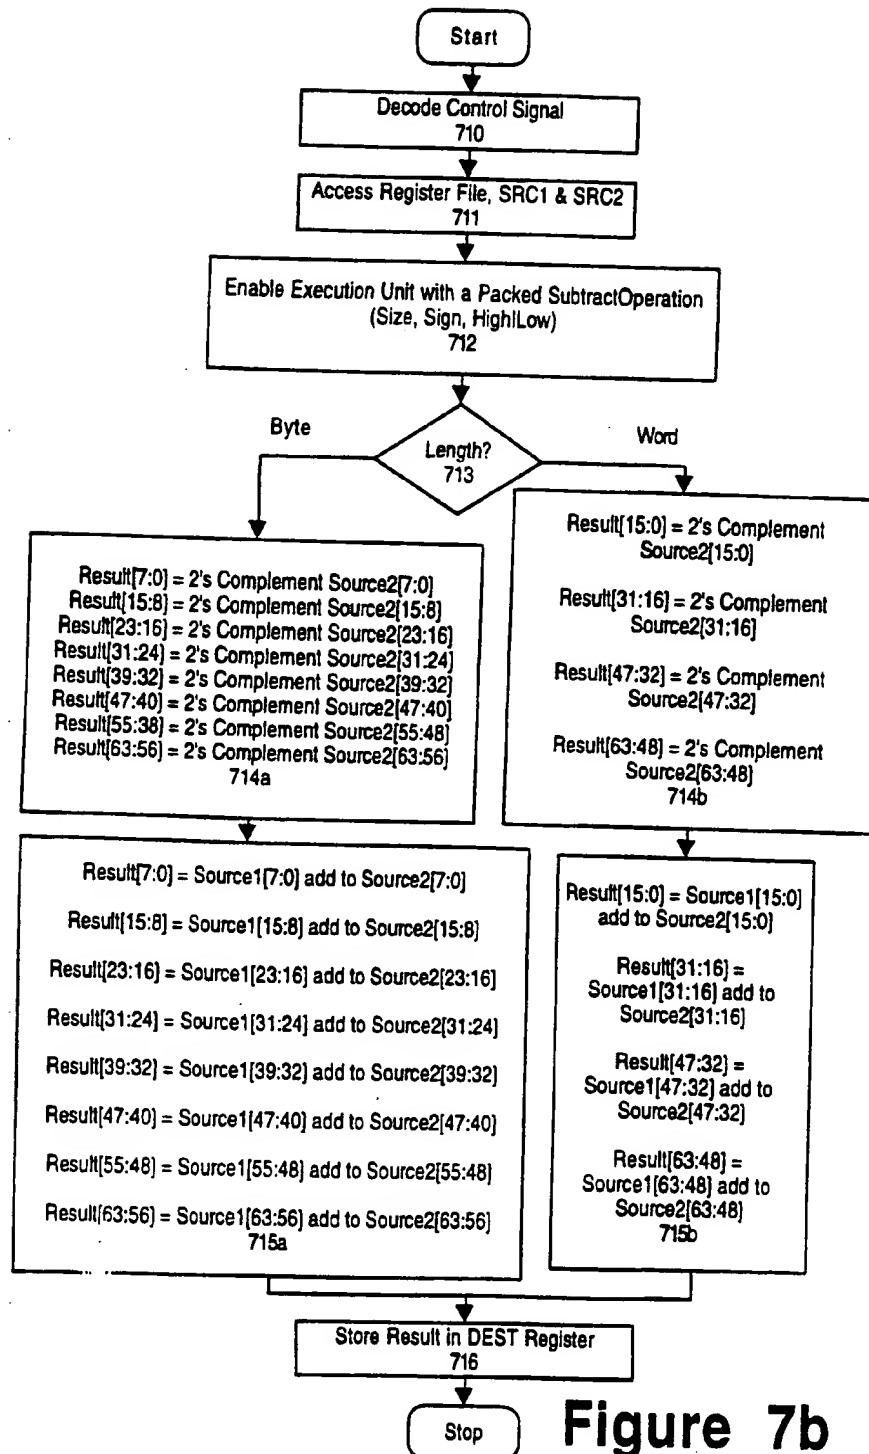 Start
Decode Control Signal
710
Access Register File, SRC1 & SRC2
711
Enable Execution Unit with a Packed SubtractOperation
(Size, Sign, High|Low)
712
Byte
Length?
713
Word
Result[7:0] = 2's Complement Source2[7:0]
Result[15:8] = 2's Complement Source2[15:8]
Result[23:16] = 2's Complement Source2[23:16]
Result[31:24] = 2's Complement Source2[31:24]
Result[39:32] = 2's Complement Source2[39:32]
Result[47:40] = 2's Complement Source2[47:40]
Result[55:38] = 2's Complement Source2[55:48]
Result[63:56] = 2's Complement Source2[63:56]
714a
Result[15:0] = 2's Complement
Source2[15:0]
Result[31:16] = 2's Complement
Source2[31:16]
Result[47:32] = 2's Complement
Source2[47:32]
Result[63:48] = 2's Complement
Source2[63:48]
714b
Result[7:0] = Source1[7:0] add to Source2[7:0]
Result[15:8] = Source1[15:8] add to Source2[15:8]
Result[23:16] = Source1[23:16] add to Source2[23:16]
Result[31:24] = Source1[31:24] add to Source2[31:24]
Result[39:32] = Source1[39:32] add to Source2[39:32]
Result[47:40] = Source1[47:40] add to Source2[47:40]
Result[55:48] = Source1[55:48] add to Source2[55:48]
Result[63:56] = Source1[63:56] add to Source2[63:56]
715a
Result[15:0] = Source1[15:0]
add to Source2[15:0]
Result[31:16] =
Source1[31:16] add to
Source2[31:16]
Result[47:32] =
Source1[47:32] add to
Source2[47:32]
Result[63:48] =
Source1[63:48] add to
Source2[63:48]
715b
Store Result in DEST Register
716
Stop
Figure 7b